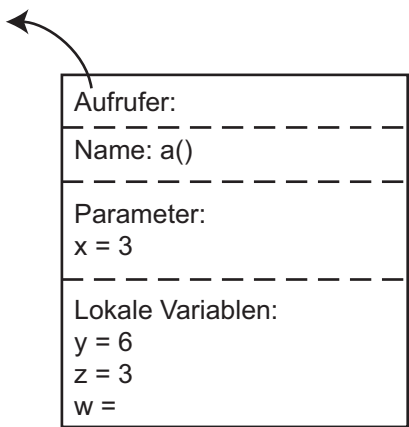 Aufrufer:
Name: a()
Parameter:
x = 3
Lokale Variablen:
y = 6
z = 3
w =